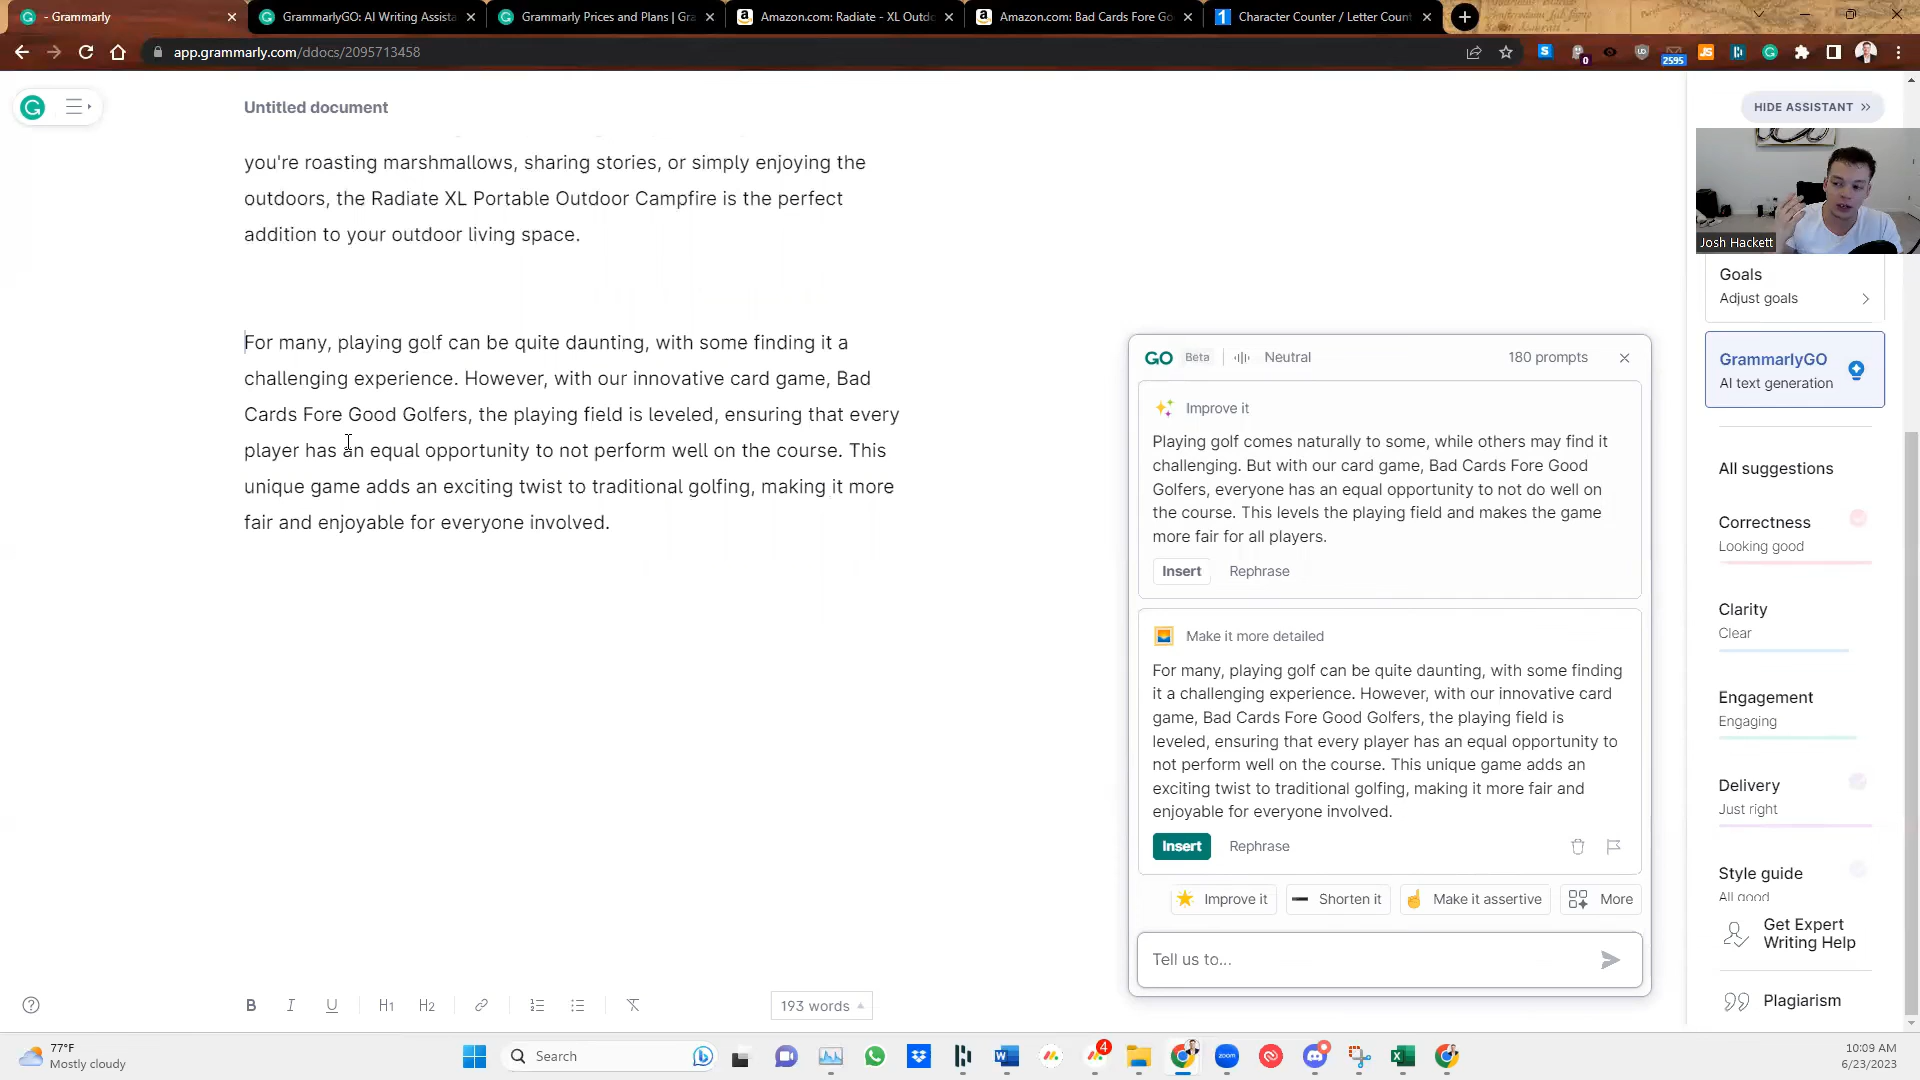 - Grammarly
GrammarlyGO: AI Writing Assista
Grammarly Prices and Plans | Gra
Amazon.com: Radiate - XL Outdo
Amazon.com: Bad Cards Fore Go
Character Counter / Letter Count
app.grammarly.com/ddocs/2095713458
0
2595
Untitled document
HIDE ASSISTANT
you're roasting marshmallows, sharing stories, or simply enjoying the
outdoors, the Radiate XL Portable Outdoor Campfire is the perfect
addition to your outdoor living space.
For many, playing golf can be quite daunting, with some finding it a
challenging experience. However, with our innovative card game, Bad
Cards Fore Good Golfers, the playing field is leveled, ensuring that every
player has an equal opportunity to not perform well on the course. This
unique game adds an exciting twist to traditional golfing, making it more
fair and enjoyable for everyone involved.
GO Beta Neutral 180 prompts
Improve it
Playing golf comes naturally to some, while others may find it
challenging. But with our card game, Bad Cards Fore Good
Golfers, everyone has an equal opportunity to not do well on
the course. This levels the playing field and makes the game
more fair for all players.
Insert Rephrase
Make it more detailed
For many, playing golf can be quite daunting, with some finding
it a challenging experience. However, with our innovative card
game, Bad Cards Fore Good Golfers, the playing field is
leveled, ensuring that every player has an equal opportunity to
not perform well on the course. This unique game adds an
exciting twist to traditional golfing, making it more fair and
enjoyable for everyone involved.
Insert Rephrase
Improve it Shorten it Make it assertive More
Tell us to...
Josh Hackett
Goals
Adjust goals
GrammarlyGO
AI text generation
All suggestions
Correctness
Looking good
Clarity
Clear
Engagement
Engaging
Delivery
Just right
Style guide
All good
Get Expert
Writing Help
Plagiarism
B I U H1 H2
193 words
77°F
Mostly cloudy
Search
4
zoom
10:09 AM
6/23/2023